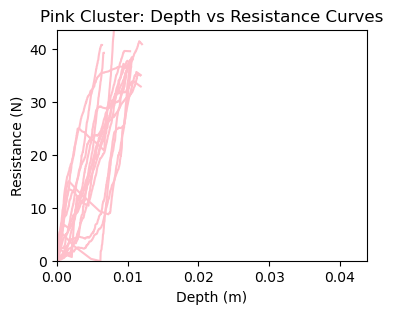 Pink Cluster: Depth vs Resistance Curves
40
30
20
10
0
Resistance (N)
0.00 0.01 0.02 0.03 0.04
Depth (m)